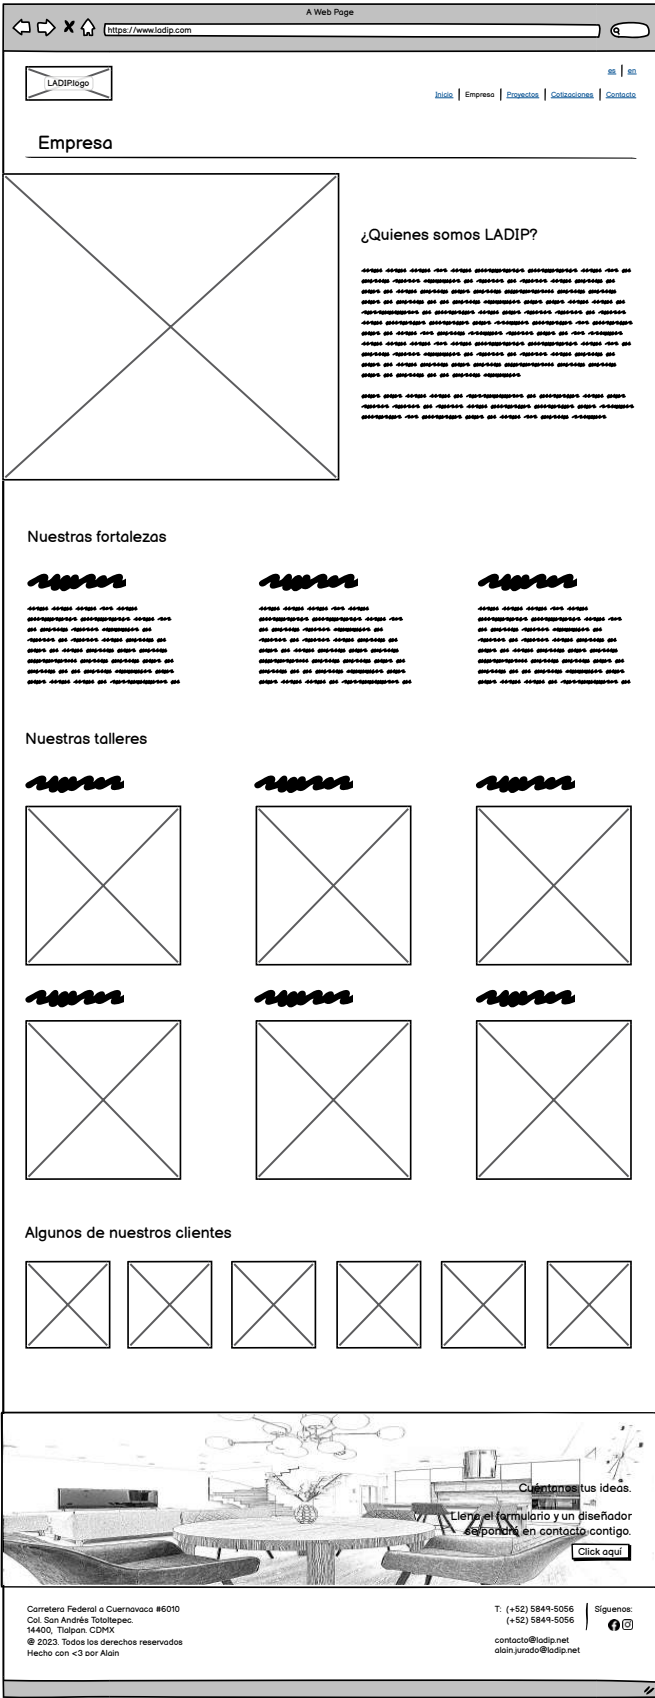 A Web Page
https://www.ladip.com
LADIP.logo
es | en
Inicio | Empresa | Proyectos | Cotizaciones | Contacto
Empresa
¿Quienes somos LADIP?
Nuestras fortalezas
Nuestras talleres
Algunos de nuestros clientes
Cuéntanos tus ideas.
Llena el formulario y un diseñador
se pondrá en contacto contigo.
Click aquí
Carretera Federal a Cuernavaca #6010
Col. San Andrés Totoltepec.
14400, Tlalpan. CDMX
@ 2023. Todos los derechos reservados
Hecho con <3 por Alain
T: (+52) 5849-5056
(+52) 5849-5056
contacto@ladip.net
alain.jurado@ladip.net
Síguenos: